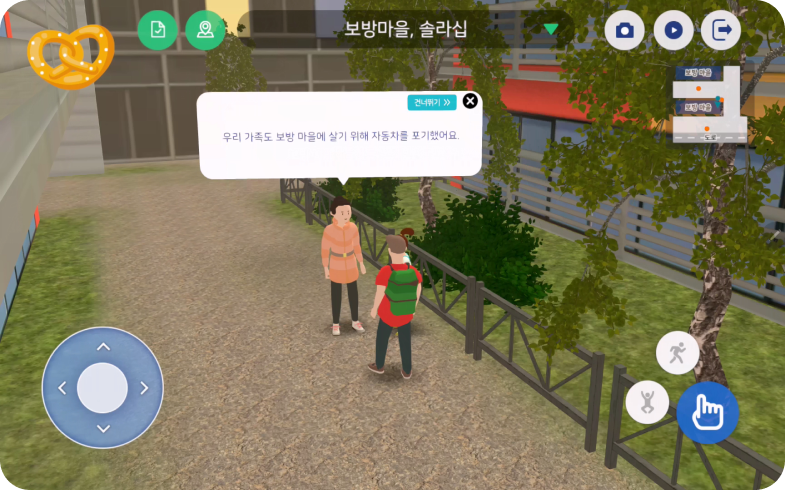 보방마을, 솔라십
건너뛰기 >>
우리 가족도 보방 마을에 살기 위해 자동차를 포기했어요.
보방 마을
보방 마을